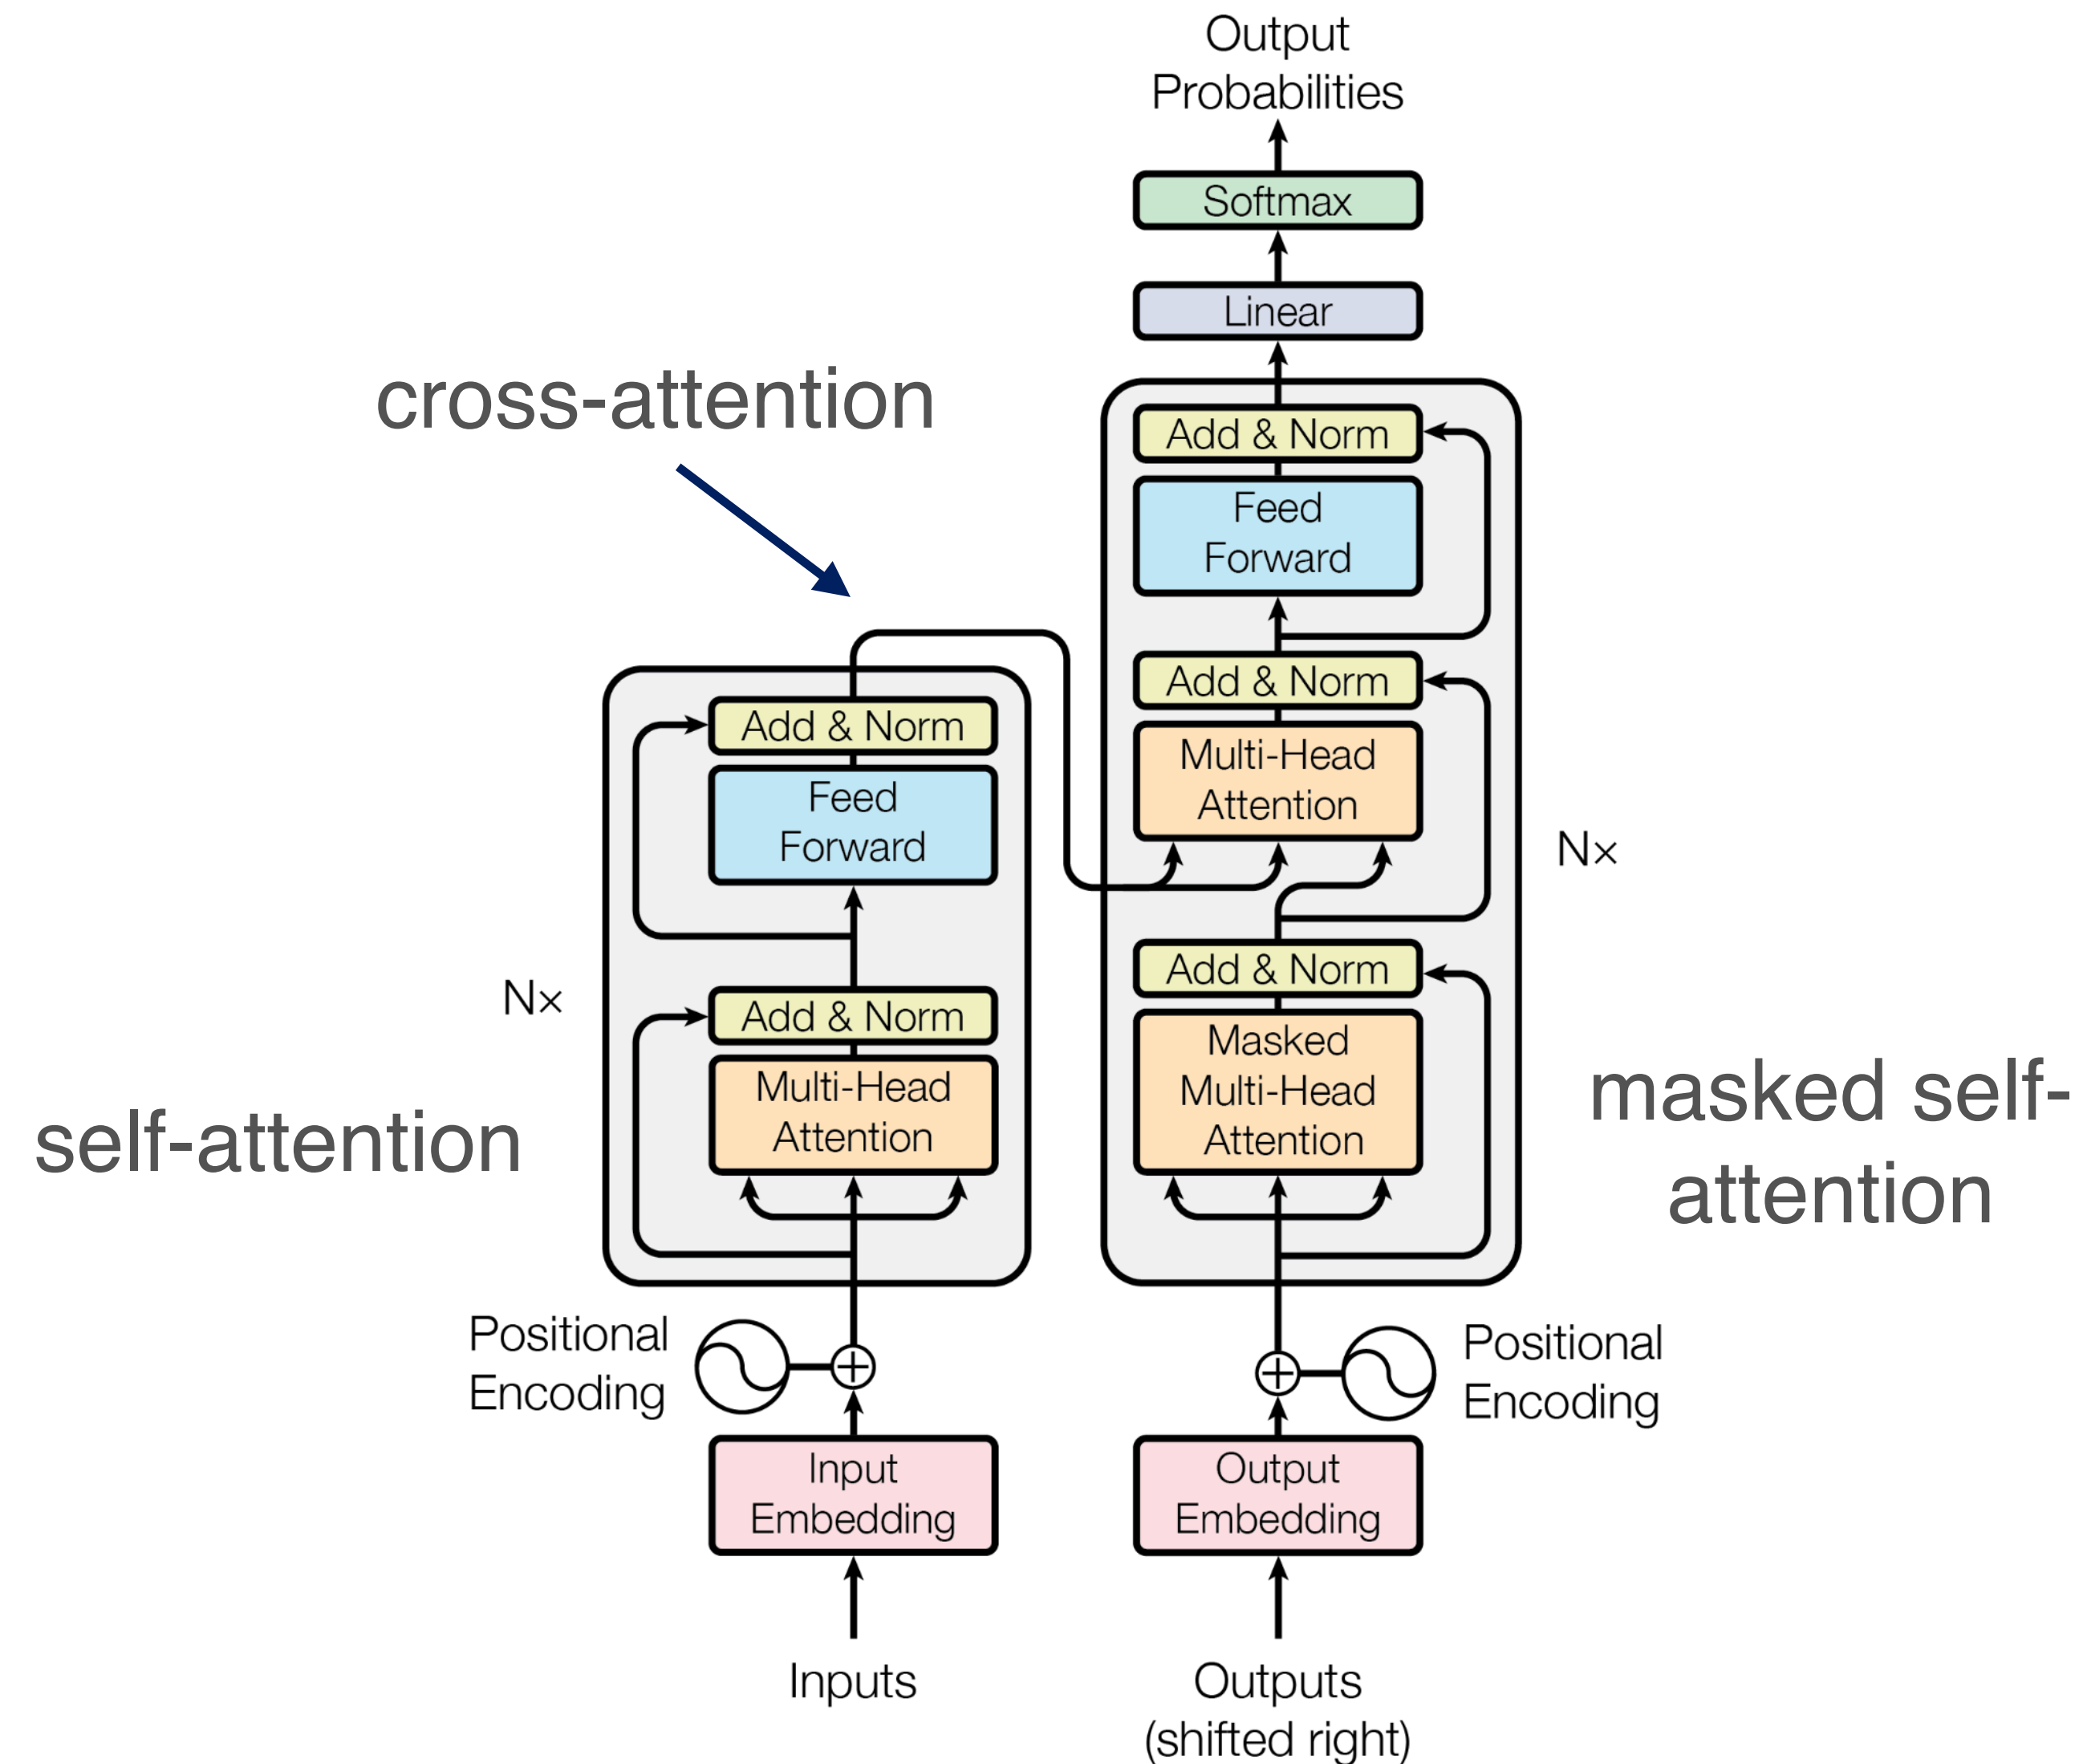 Output
Probabilities
Softmax
Linear
cross-attention
Add & Norm
Feed
Forward
Add & Norm
Multi-Head
Attention
N×
Add & Norm
Masked
Multi-Head
Attention
masked self-
attention
Add & Norm
Feed
Forward
N×
Add & Norm
Multi-Head
Attention
self-attention
Positional
Encoding
Positional
Encoding
Input
Embedding
Output
Embedding
Inputs
Outputs
(shifted right)